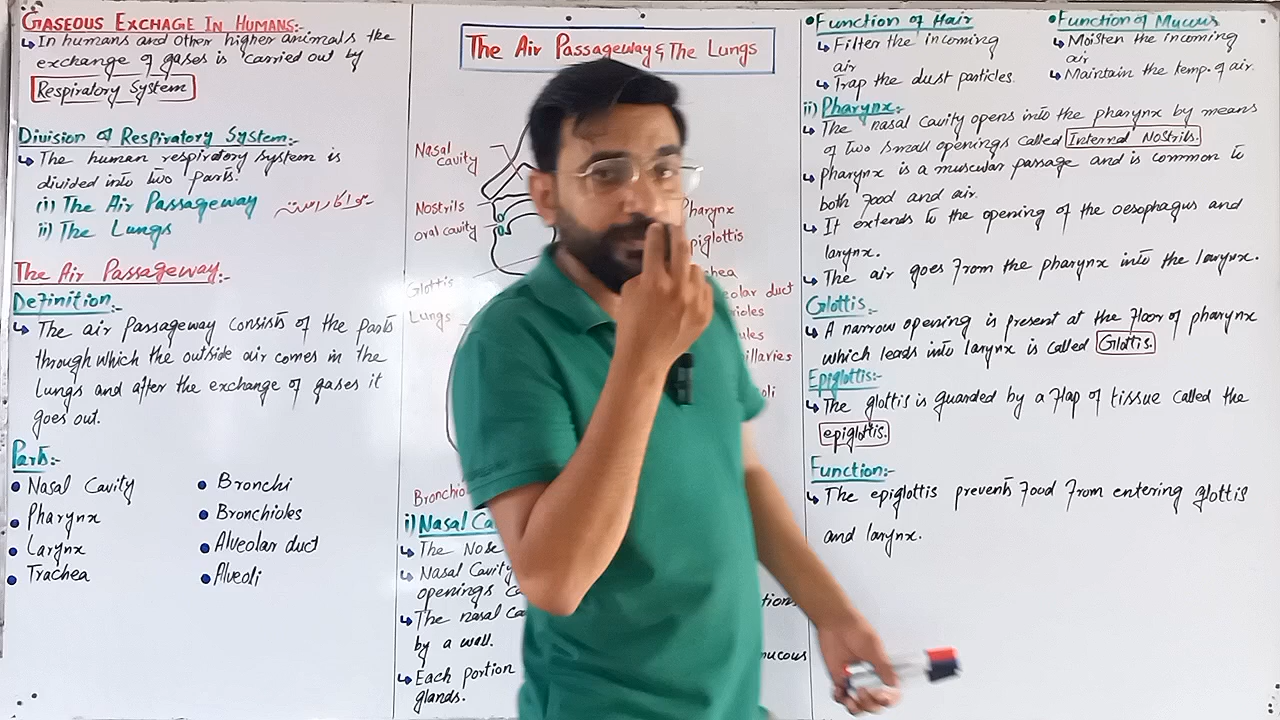 GASEOUS EXCHAGE IN HUMANS:-
In humans and other higher animals the
exchange of gases is carried out by
Respiratory System
Division of Respiratory System:-
The human respiratory system is
divided into two parts.
(i) The Air Passageway
ii) The Lungs
The Air Passageway:-
Definition:-
The air passageway consists of the parts
through which the outside air comes in the
Lungs and after the exchange of gases it
goes out.
Parts:-
Nasal Cavity
Pharynx
Larynx
Trachea
Bronchi
Bronchioles
Alveolar duct
Alveoli
The Air Passageway & The Lungs
Nasal
cavity
Nostrils
oral cavity
Glottis
Lungs
Pharynx
epiglottis
duct
i) Nasal
The Nose
Nasal Cavity
openings
The nasal
by a wall.
Each portion
mucous
glands.
Function of Hair
Filter the incoming
air
Trap the dust particles.
Function of Mucus
Moisten the incoming
air
Maintain the temp. of air.
ii) Pharynx:-
The nasal cavity opens into the pharynx by means
of two small openings called Internal Nostrils.
pharynx is a muscular passage and is common to
both food and air.
It extends to the opening of the oesophagus and
larynx.
The air goes from the pharynx into the larynx.
Glottis:-
A narrow opening is present at the floor of pharynx
which leads into larynx is called Glottis.
Epiglottis:-
The glottis is guarded by a flap of tissue called the
epiglottis.
Function:-
The epiglottis prevents food from entering glottis
and larynx.